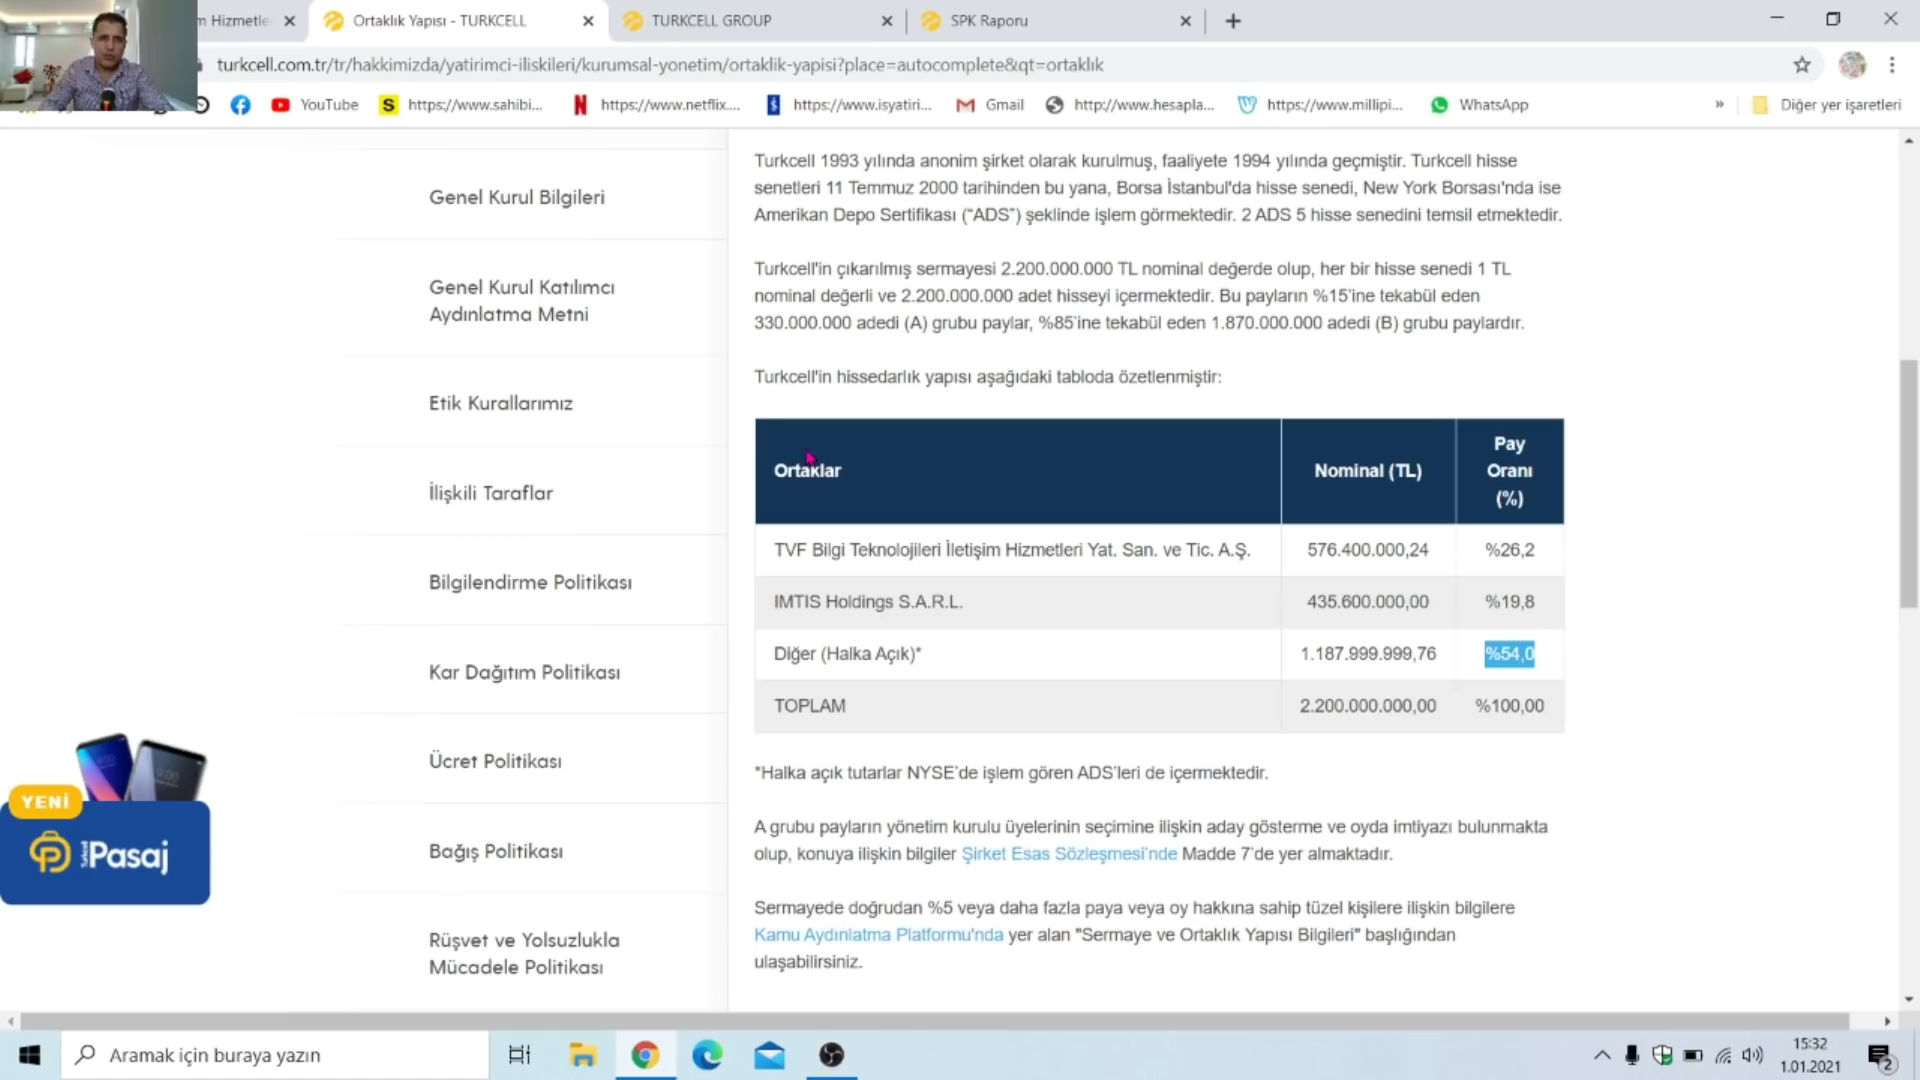 m Hizmetle
Ortaklık Yapısı - TURKCELL
TURKCELL GROUP
SPK Raporu
turkcell.com.tr/tr/hakkimizda/yatirimci-iliskileri/kurumsal-yonetim/ortaklik-yapisi?place=autocomplete&qt=ortaklık
YouTube
https://www.sahibi...
https://www.netflix....
https://www.isyatiri...
Gmail
http://www.hesapla...
https://www.millipi...
WhatsApp
»
Diğer yer işaretleri
Genel Kurul Bilgileri
Genel Kurul Katılımcı
Aydınlatma Metni
Etik Kurallarımız
İlişkili Taraflar
Bilgilendirme Politikası
Kar Dağıtım Politikası
Ücret Politikası
Bağış Politikası
Rüşvet ve Yolsuzlukla
Mücadele Politikası
YENİ
Pasaj
Turkcell 1993 yılında anonim şirket olarak kurulmuş, faaliyete 1994 yılında geçmiştir. Turkcell hisse
senetleri 11 Temmuz 2000 tarihinden bu yana, Borsa İstanbul'da hisse senedi, New York Borsası'nda ise
Amerikan Depo Sertifikası (“ADS”) şeklinde işlem görmektedir. 2 ADS 5 hisse senedini temsil etmektedir.
Turkcell'in çıkarılmış sermayesi 2.200.000.000 TL nominal değerde olup, her bir hisse senedi 1 TL
nominal değerli ve 2.200.000.000 adet hisseyi içermektedir. Bu payların %15'ine tekabül eden
330.000.000 adedi (A) grubu paylar, %85'ine tekabül eden 1.870.000.000 adedi (B) grubu paylardır.
Turkcell'in hissedarlık yapısı aşağıdaki tabloda özetlenmiştir:
Ortaklar
Nominal (TL)
Pay
Oranı
(%)
TVF Bilgi Teknolojileri İletişim Hizmetleri Yat. San. ve Tic. A.Ş.
576.400.000,24
%26,2
IMTIS Holdings S.A.R.L.
435.600.000,00
%19,8
Diğer (Halka Açık)*
1.187.999.999,76
%54,0
TOPLAM
2.200.000.000,00
%100,00
*Halka açık tutarlar NYSE'de işlem gören ADS'leri de içermektedir.
A grubu payların yönetim kurulu üyelerinin seçimine ilişkin aday gösterme ve oyda imtiyazı bulunmakta
olup, konuya ilişkin bilgiler Şirket Esas Sözleşmesi'nde Madde 7'de yer almaktadır.
Sermayede doğrudan %5 veya daha fazla paya veya oy hakkına sahip tüzel kişilere ilişkin bilgilere
Kamu Aydınlatma Platformu'nda yer alan "Sermaye ve Ortaklık Yapısı Bilgileri" başlığından
ulaşabilirsiniz.
Aramak için buraya yazın
15:32
1.01.2021
2